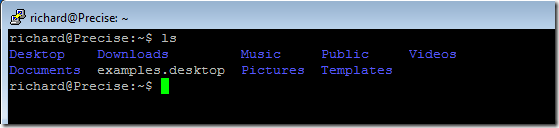 richard@Precise: ~
richard@Precise:~$ ls
Desktop    Downloads         Music     Public     Videos
Documents  examples.desktop  Pictures  Templates
richard@Precise:~$